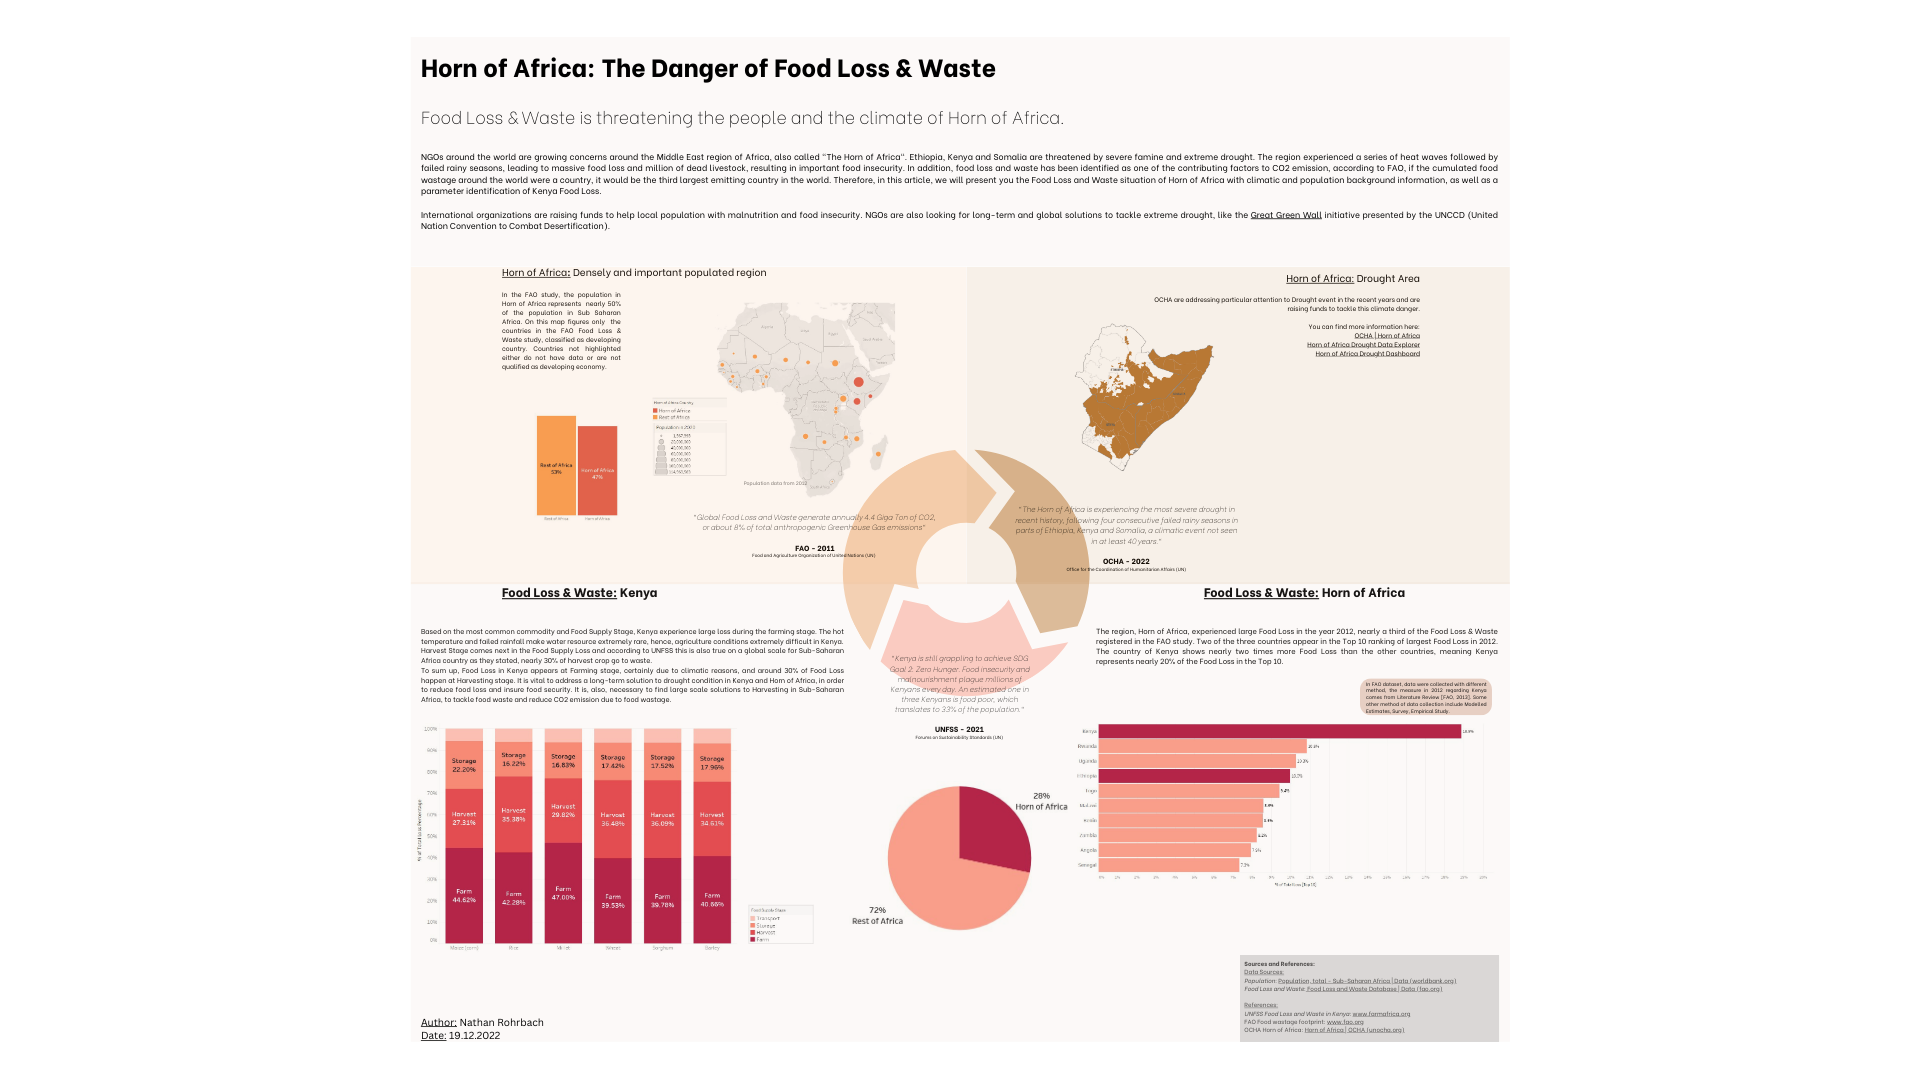 Horn of Africa: The Danger of Food Loss & Waste
Food Loss & Waste is threatening the people and the climate of Horn of Africa.
NGOs around the world are growing concerns around the Middle East region of Africa, also called "The Horn of Africa". Ethiopia, Kenya and Somalia are threatened by severe famine and extreme drought. The region experienced a series of heat waves followed by
failed rainy seasons, leading to massive food loss and million of dead livestock, resulting in important food insecurity. In addition, food loss and waste has been identified as one of the contributing factors to CO2 emission, according to FAO, if the cumulated food
wastage around the world were a country, it would be the third largest emitting country in the world. Therefore, in this article, we will present you the Food Loss and Waste situation of Horn of Africa with climatic and population background information, as well as a
parameter identification of Kenya Food Loss.
International organizations are raising funds to help local population with malnutrition and food insecurity. NGOs are also looking for long-term and global solutions to tackle extreme drought, like the Great Green Wall initiative presented by the UNCCD (United
Nation Convention to Combat Desertification).
Horn of Africa: Densely and important populated region
In the FAO study, the population in
Horn of Africa represents nearly 50%
of the population in Sub Saharan
Africa. On this map figures only the
countries in the FAO Food Loss &
Waste study, classified as developing
country. Countries not highlighted
either do not have data or are not
qualified as developing economy.
Rest of Africa
53%
Horn of Africa
47%
Rest of Africa
Horn of Africa
Horn of Africa County
Horn of Africa
Rest of Africa
Population data from 2012
"Global Food Loss and Waste generate annually 4.4 Giga Ton of CO2,
or about 8% of total anthropogenic Greenhouse Gas emissions"
FAO - 2011
Food and Agriculture Organization of United Nations (UN)
Horn of Africa: Drought Area
OCHA are addressing particular attention to Drought event in the recent years and are
raising funds to tackle this climate danger.
You can find more information here:
OCHA | Horn of Africa
Horn of Africa Drought Data Explorer
Horn of Africa Drought Dashboard
"The Horn of Africa is experiencing the most severe drought in
recent history, following four consecutive failed rainy seasons in
parts of Ethiopia, Kenya and Somalia, a climatic event not seen
in at least 40 years."
OCHA - 2022
Office for the Coordination of Humanitarian Affairs (UN)
Food Loss & Waste: Kenya
Based on the most common commodity and Food Supply Stage, Kenya experience large loss during the farming stage. The hot
temperature and failed rainfall make water resource extremely rare, hence, agriculture conditions extremely difficult in Kenya.
Harvest Stage comes next in the Food Supply Loss and according to UNFSS this is also true on a global scale for Sub-Saharan
Africa country as they stated, nearly 30% of harvest crop go to waste.
To sum up, Food Loss in Kenya appears at Farming stage, certainly due to climatic reasons, and around 30% of Food Loss
happen at Harvesting stage. It is vital to address a long-term solution to drought condition in Kenya and Horn of Africa, in order
to reduce food loss and insure food security. It is, also, necessary to find large scale solutions to Harvesting in Sub-Saharan
Africa, to tackle food waste and reduce CO2 emission due to food wastage.
100%
90%
80%
70%
60%
50%
40%
30%
20%
10%
0%
% of Total Loss Percentage
Storage
22.20%
Harvest
27.31%
Farm
44.62%
Storage
16.22%
Harvest
35.38%
Farm
42.28%
Storage
16.83%
Harvest
29.82%
Farm
47.00%
Storage
17.42%
Harvest
36.48%
Farm
39.53%
Storage
17.52%
Harvest
36.09%
Farm
39.78%
Storage
17.96%
Harvest
34.61%
Farm
40.86%
Maize (corn)
Rice
Millet
Wheat
Sorghum
Barley
Transport
Storage
Harvest
Farm
"Kenya is still grappling to achieve SDG
Goal 2: Zero Hunger. Food insecurity and
malnourishment plague millions of
Kenyans every day. An estimated one in
three Kenyans is food poor, which
translates to 33% of the population."
UNFSS - 2021
Forums on Sustainability Standards (UN)
28%
Horn of Africa
72%
Rest of Africa
Food Loss & Waste: Horn of Africa
The region, Horn of Africa, experienced large Food Loss in the year 2012, nearly a third of the Food Loss & Waste
registered in the FAO study. Two of the three countries appear in the Top 10 ranking of largest Food Loss in 2012.
The country of Kenya shows nearly two times more Food Loss than the other countries, meaning Kenya
represents nearly 20% of the Food Loss in the Top 10.
In FAO dataset, data were collected with different
method, the measure in 2012 regarding Kenya
comes from Literature Review [FAO, 2013]. Some
other method of data collection include Modelled
Estimates, Survey, Empirical Study.
Kenya
Rwanda
Uganda
Ethiopia
Togo
Malawi
Benin
Zambia
Angola
Senegal
Sources and References:
Data Sources:
Population: Population, total - Sub-Saharan Africa | Data (worldbank.org)
Food Loss and Waste: Food Loss and Waste Database | Data (fao.org)
References:
UNFSS Food Loss and Waste in Kenya: www.farmafrica.org
FAO Food wastage footprint: www.fao.org
OCHA Horn of Africa: Horn of Africa | OCHA (unocha.org)
Author: Nathan Rohrbach
Date: 19.12.2022